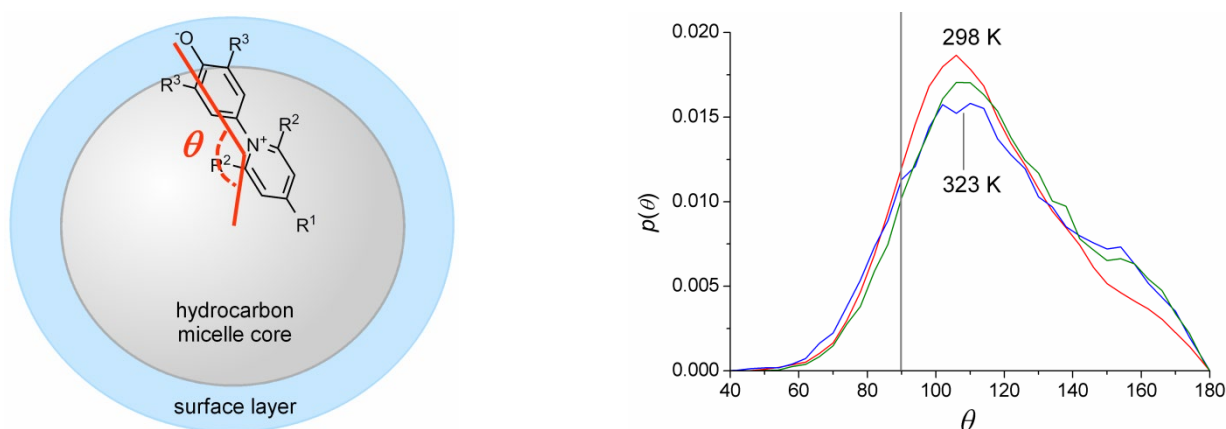 ⁻O
R³
R³
θ
N⁺
R²
R²
R¹
hydrocarbon
micelle core
surface layer
0.020
0.015
0.010
0.005
0.000
p(θ)
298 K
323 K
40 60 80 100 120 140 160 180
θ